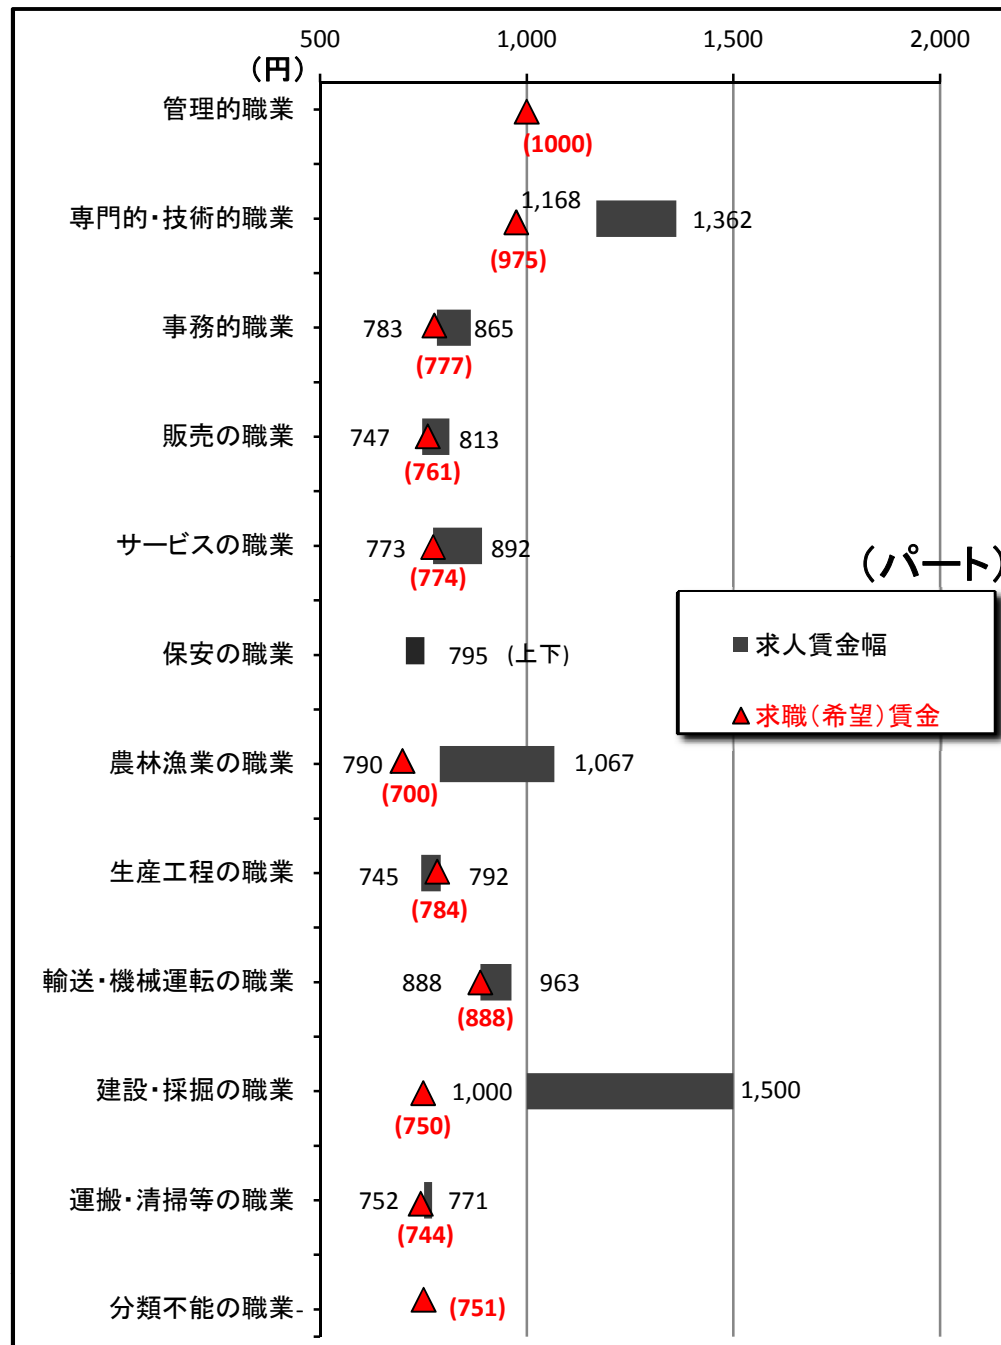 500 1,000 1,500 2,000
(円)
管理的職業
(1000)
専門的・技術的職業 1,168 1,362
(975)
事務的職業 783 865
(777)
販売の職業 747 813
(761)
サービスの職業 773 892
(774)
(パート)
求人賃金幅
求職(希望)賃金
保安の職業 795 (上下)
農林漁業の職業 790 1,067
(700)
生産工程の職業 745 792
(784)
輸送・機械運転の職業 888 963
(888)
建設・採掘の職業 1,000 1,500
(750)
運搬・清掃等の職業 752 771
(744)
分類不能の職業- (751)